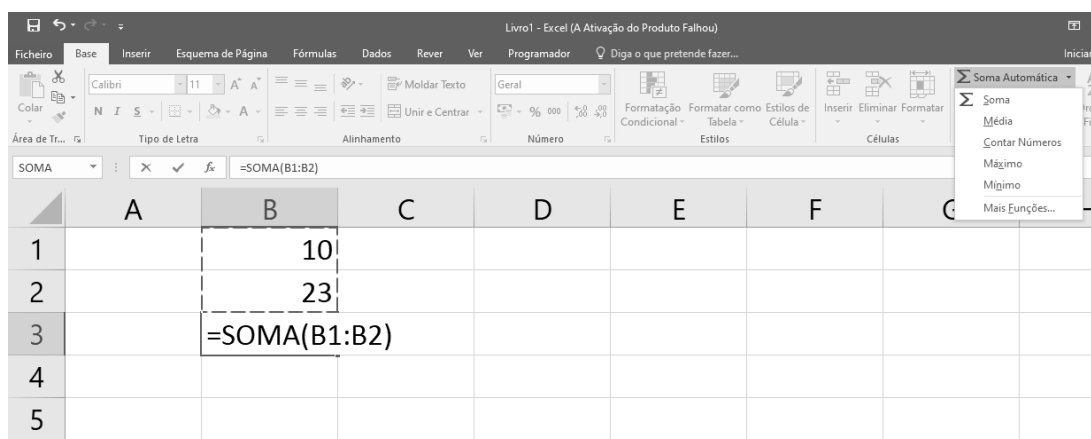 Livro1 - Excel (A Ativação do Produto Falhou)
Ficheiro Base Inserir Esquema de Página Fórmulas Dados Rever Ver Programador Diga o que pretende fazer... Iniciar
Calibri 11 A A Moldar Texto Geral Soma Automática
Colar N I S A Unir e Centrar % 000 Formatação Condicional Formatar como Tabela Estilos de Célula Inserir Eliminar Formatar
Área de Tr... Tipo de Letra Alinhamento Número Estilos Células
Soma
Média
Contar Números
Máximo
Mínimo
Mais Funções...
SOMA fx =SOMA(B1:B2)
A B C D E F G
1 10
2 23
3 =SOMA(B1:B2)
4
5